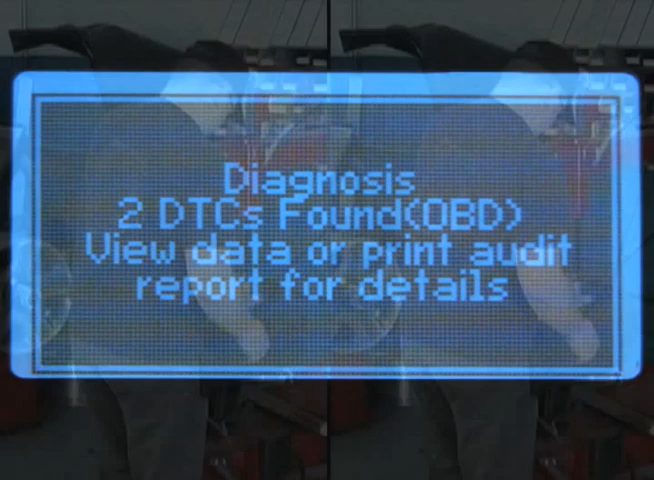 Diagnosis
2 DTCs Found(OBD)
View data or print audit
report for details